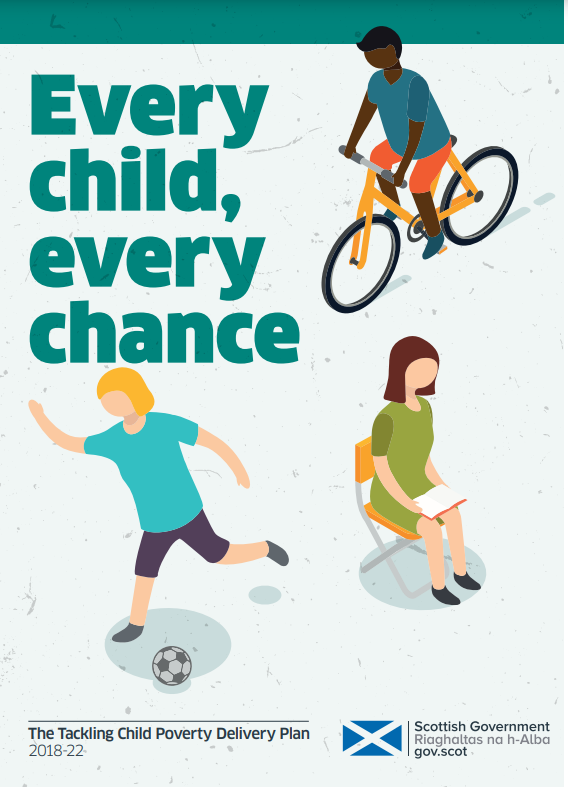 Every
child,
every
chance
The Tackling Child Poverty Delivery Plan
2018-22
Scottish Government
Riaghaltas na h-Alba
gov.scot